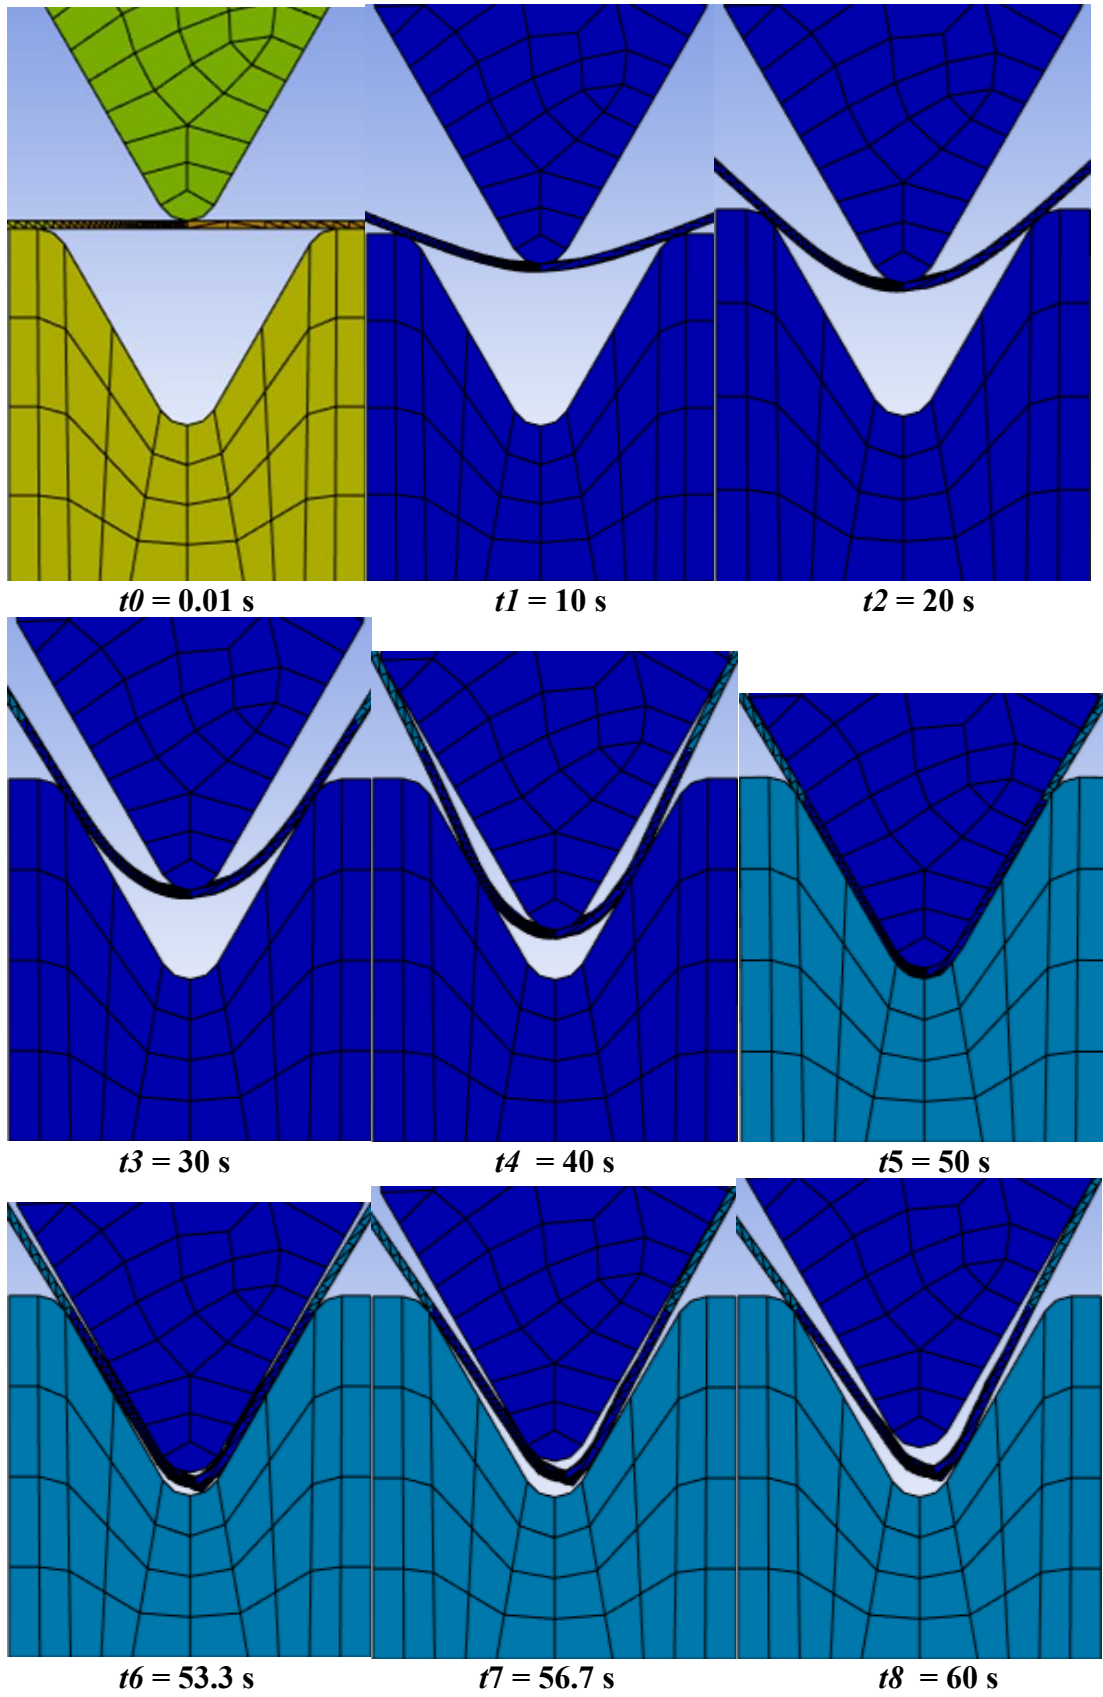 t0 = 0.01 s
t1 = 10 s
t2 = 20 s
t3 = 30 s
t4 = 40 s
t5 = 50 s
t6 = 53.3 s
t7 = 56.7 s
t8 = 60 s